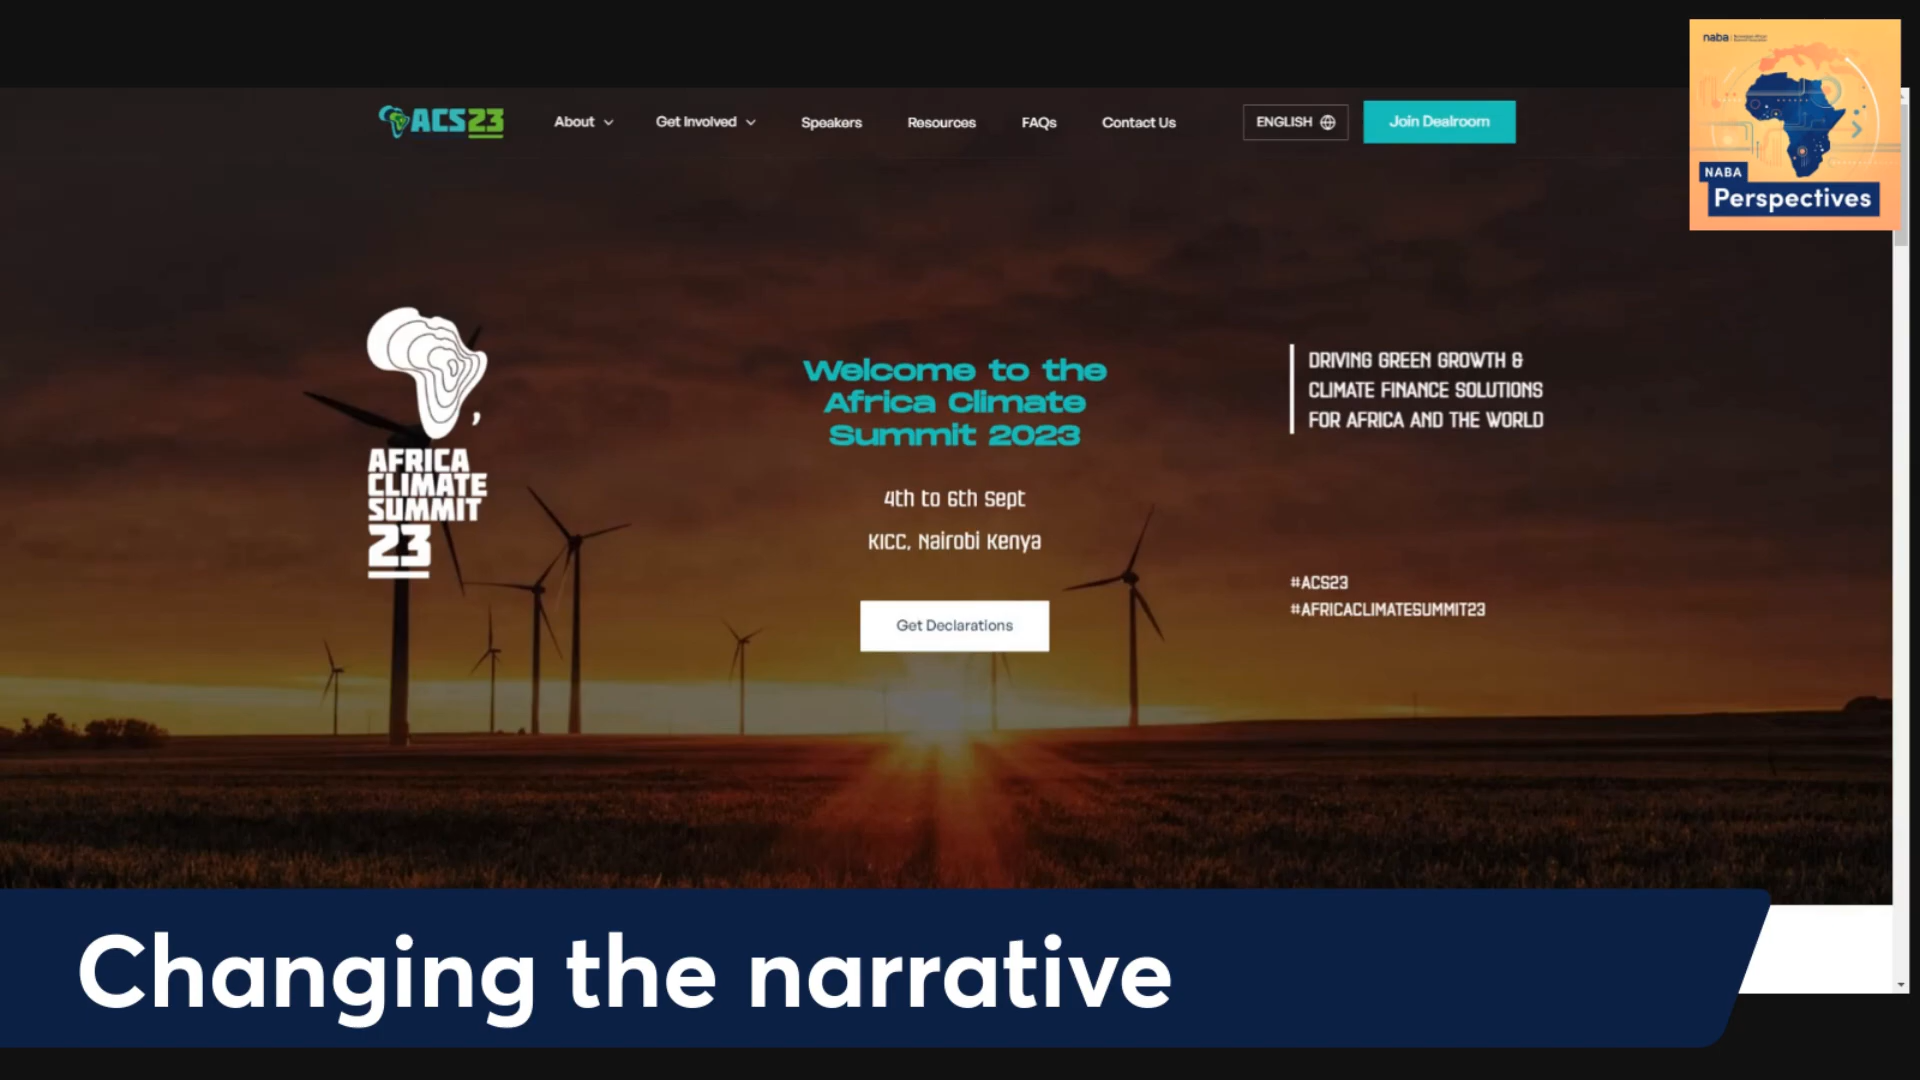 naba
NABA
Perspectives
ACS23
About
Get Involved
Speakers
Resources
FAQs
Contact Us
ENGLISH
Join Dealroom
AFRICA
CLIMATE
SUMMIT
23
Welcome to the
Africa Climate
Summit 2023
4th to 6th Sept
KICC, Nairobi Kenya
Get Declarations
DRIVING GREEN GROWTH &
CLIMATE FINANCE SOLUTIONS
FOR AFRICA AND THE WORLD
#ACS23
#AFRICACLIMATESUMMIT23
Changing the narrative